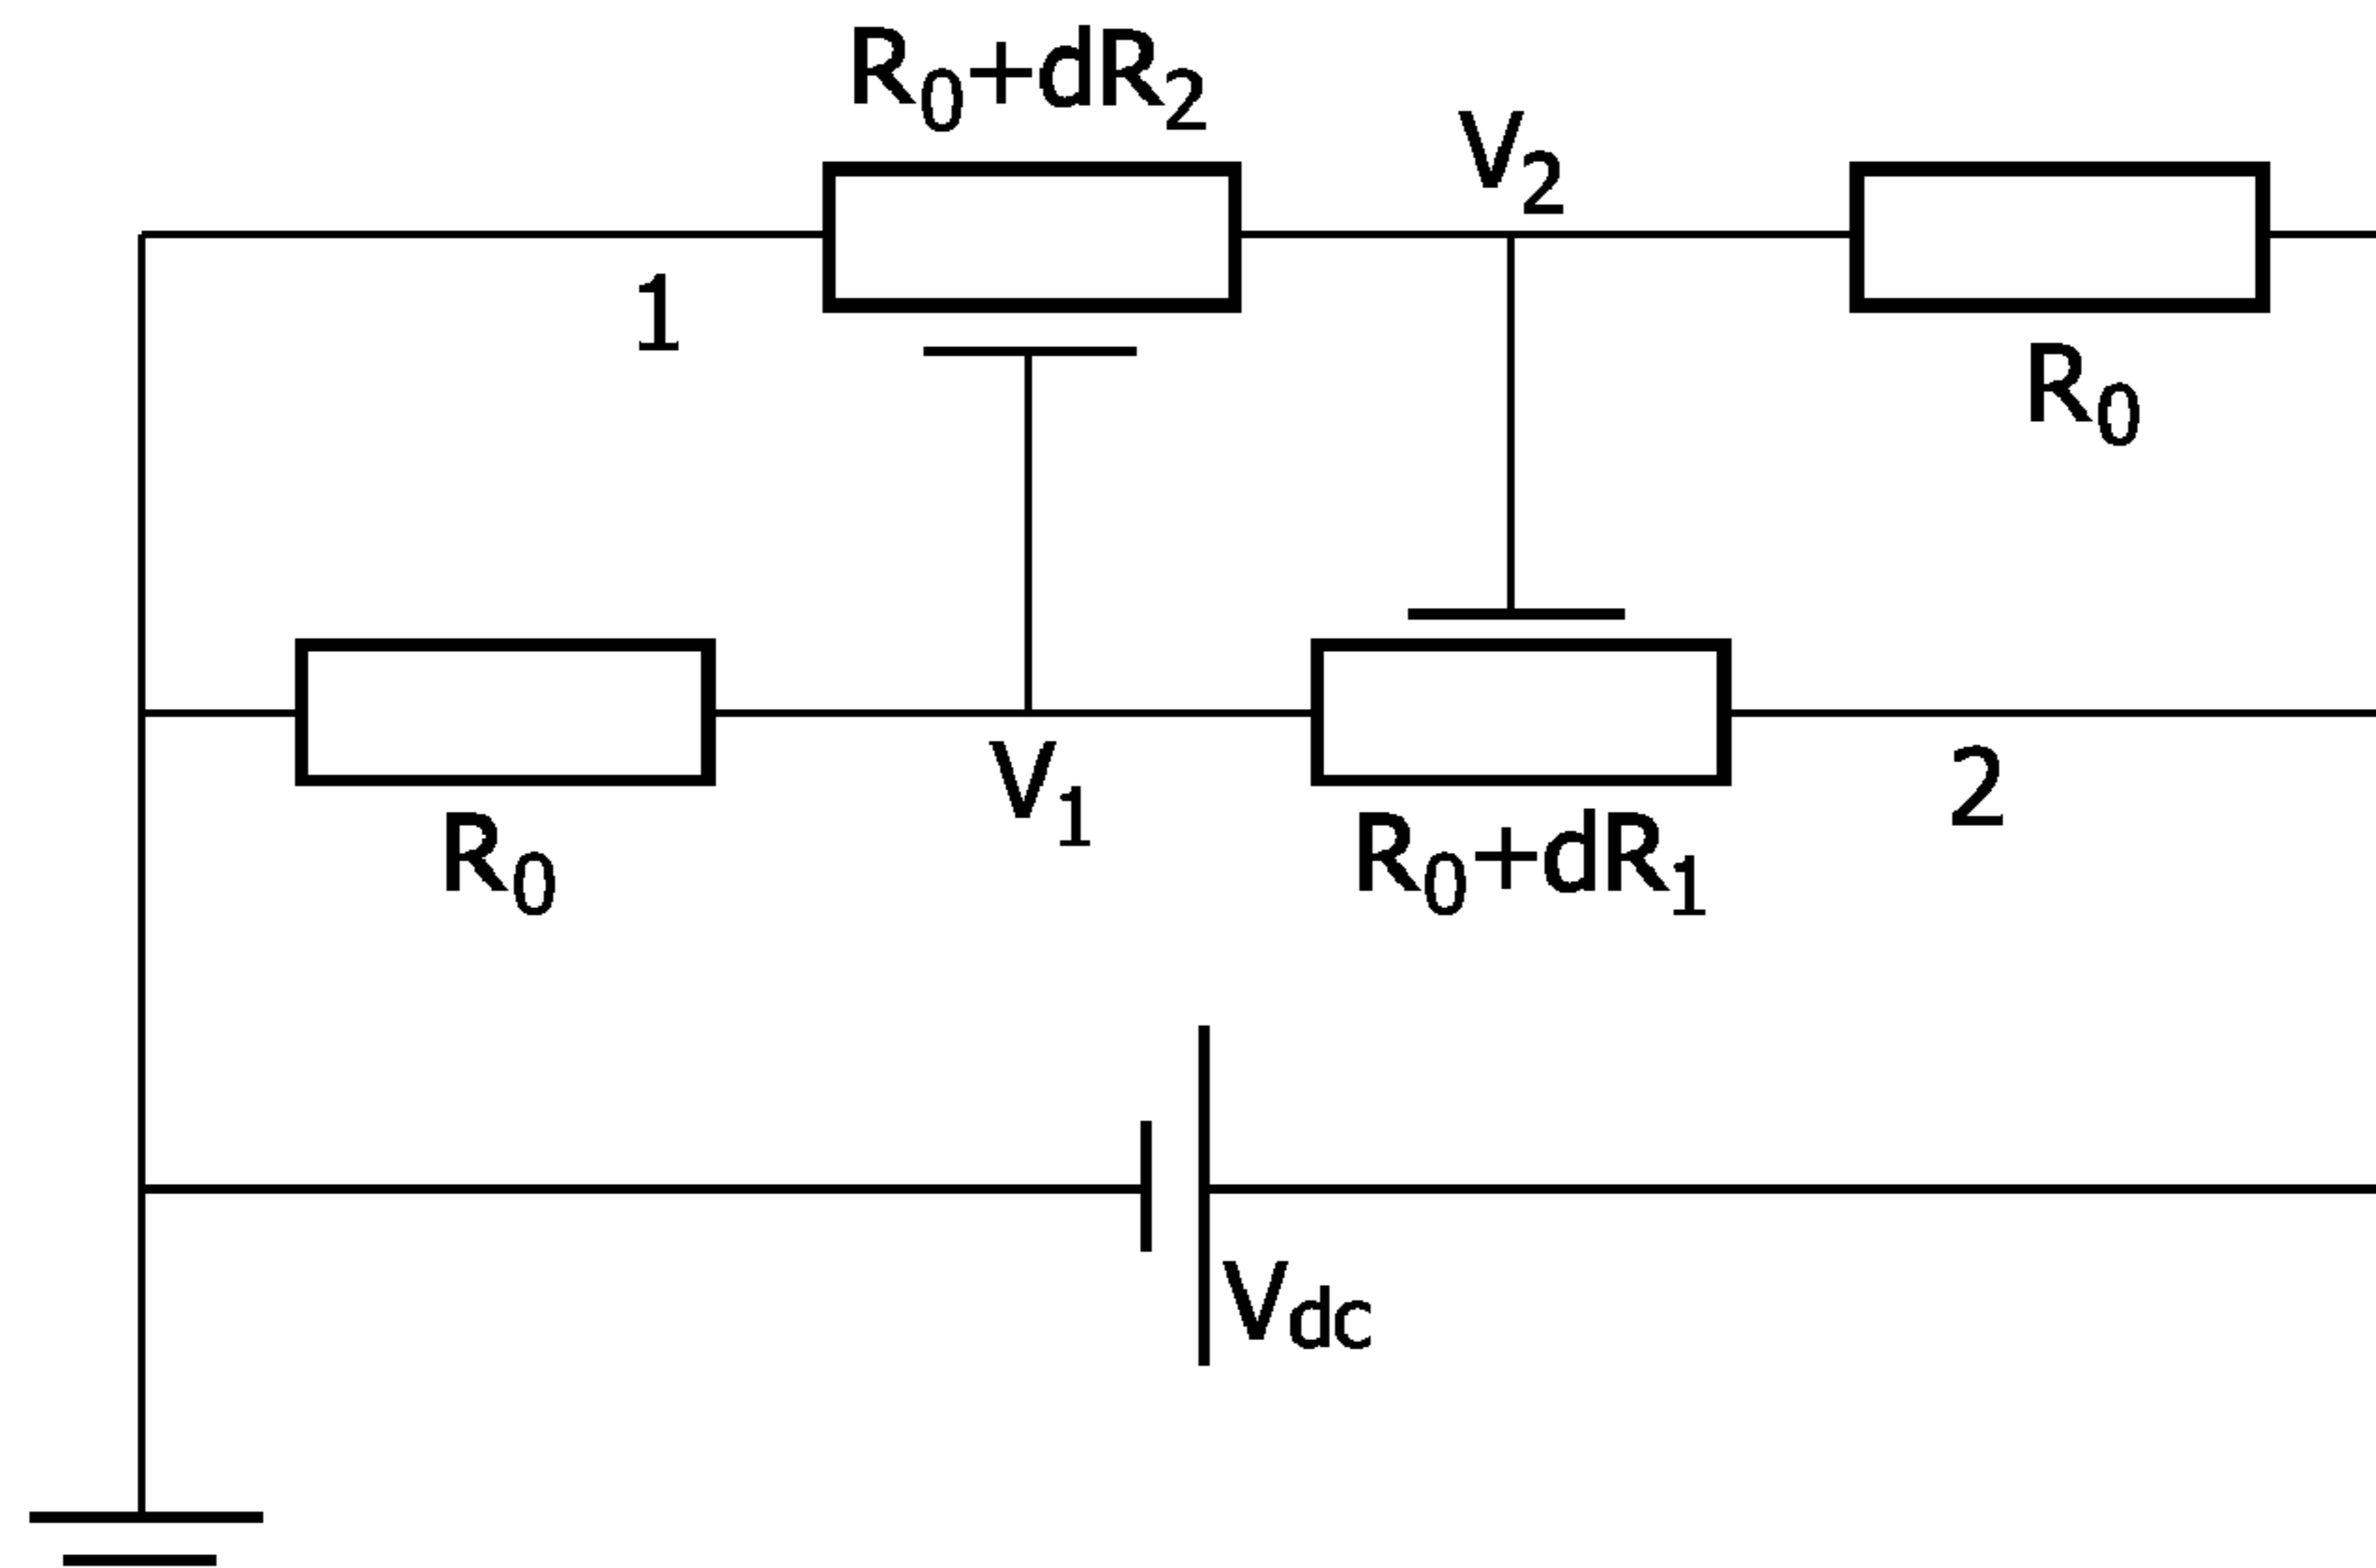 R₀+dR₂
V₂
1
R₀
V₁
2
R₀
R₀+dR₁
Vdc